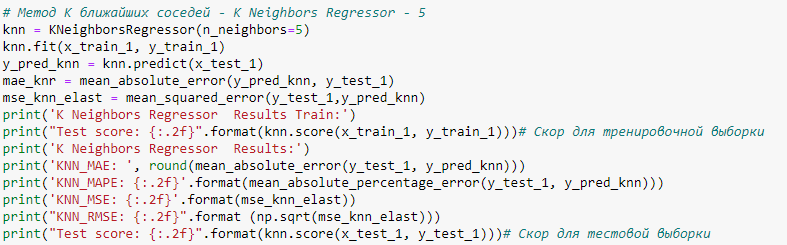 # Метод K ближайших соседей - K Neighbors Regressor - 5
knn = KNeighborsRegressor(n_neighbors=5)
knn.fit(x_train_1, y_train_1)
y_pred_knn = knn.predict(x_test_1)
mae_knr = mean_absolute_error(y_pred_knn, y_test_1)
mse_knn_elast = mean_squared_error(y_test_1,y_pred_knn)
print('K Neighbors Regressor  Results Train:')
print("Test score: {:.2f}".format(knn.score(x_train_1, y_train_1)))# Скор для тренировочной выборки
print('K Neighbors Regressor  Results:')
print('KNN_MAE: ', round(mean_absolute_error(y_test_1, y_pred_knn)))
print('KNN_MAPE: {:.2f}'.format(mean_absolute_percentage_error(y_test_1, y_pred_knn)))
print('KNN_MSE: {:.2f}'.format(mse_knn_elast))
print("KNN_RMSE: {:.2f}".format (np.sqrt(mse_knn_elast)))
print("Test score: {:.2f}".format(knn.score(x_test_1, y_test_1)))# Скор для тестовой выборки